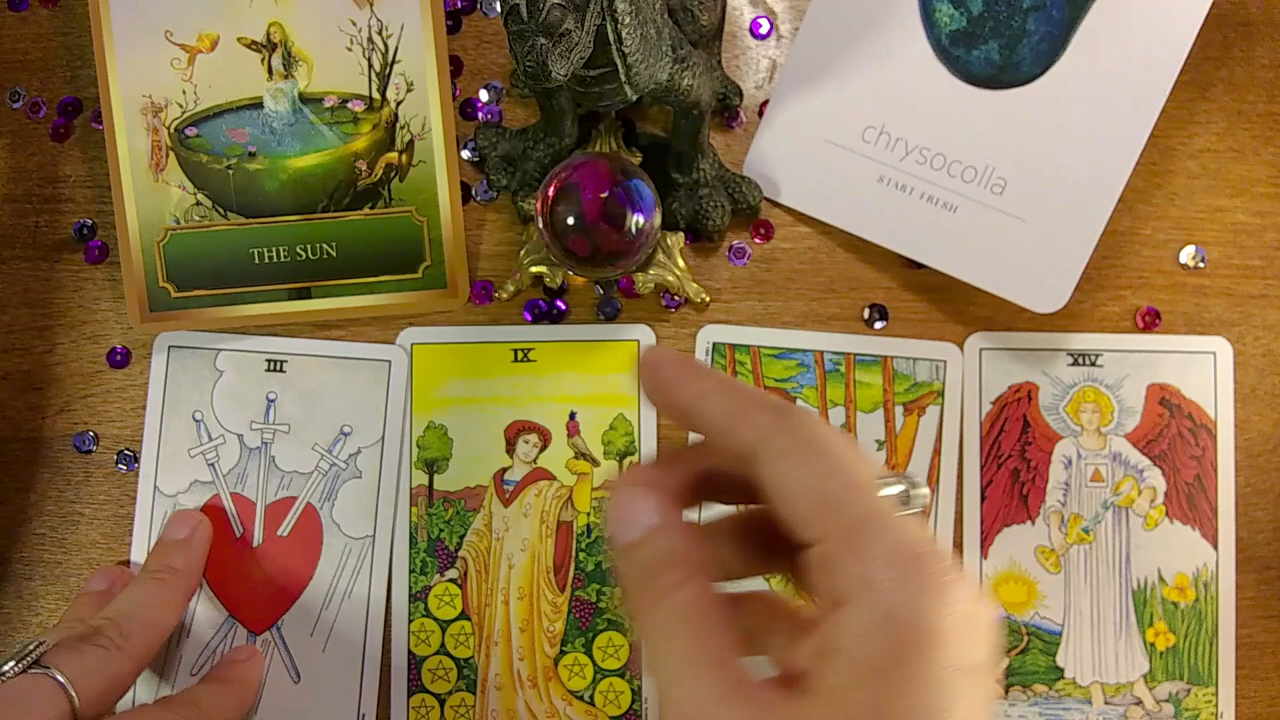 THE SUN
chrysocolla
START FRESH
III
IX
XIV